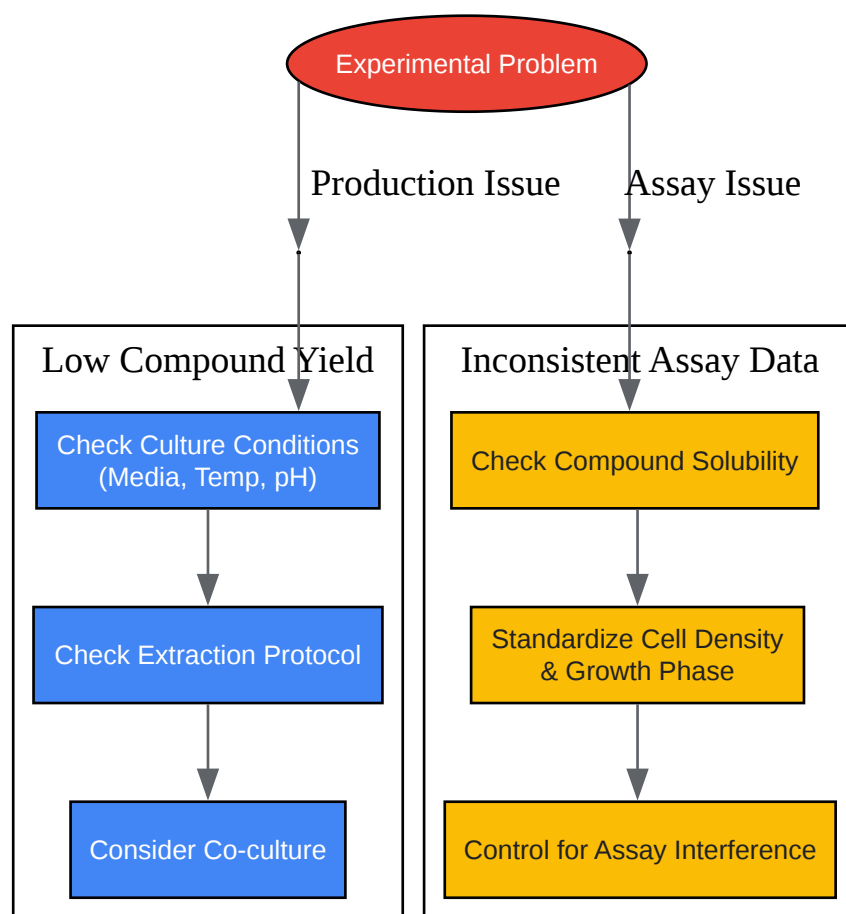 Experimental Problem
Production Issue
Assay Issue
Low Compound Yield
Check Culture Conditions
(Media, Temp, pH)
Check Extraction Protocol
Consider Co-culture
Inconsistent Assay Data
Check Compound Solubility
Standardize Cell Density
& Growth Phase
Control for Assay Interference